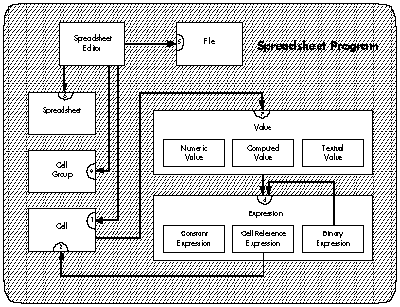 Spreadsheet
Editor
File
Spreadsheet Program
Spreadsheet
Value
Numeric
Value
Computed
Value
Textual
Value
Cell
Group
Cell
Expression
Constant
Expression
Cell Reference
Expression
Binary
Expression